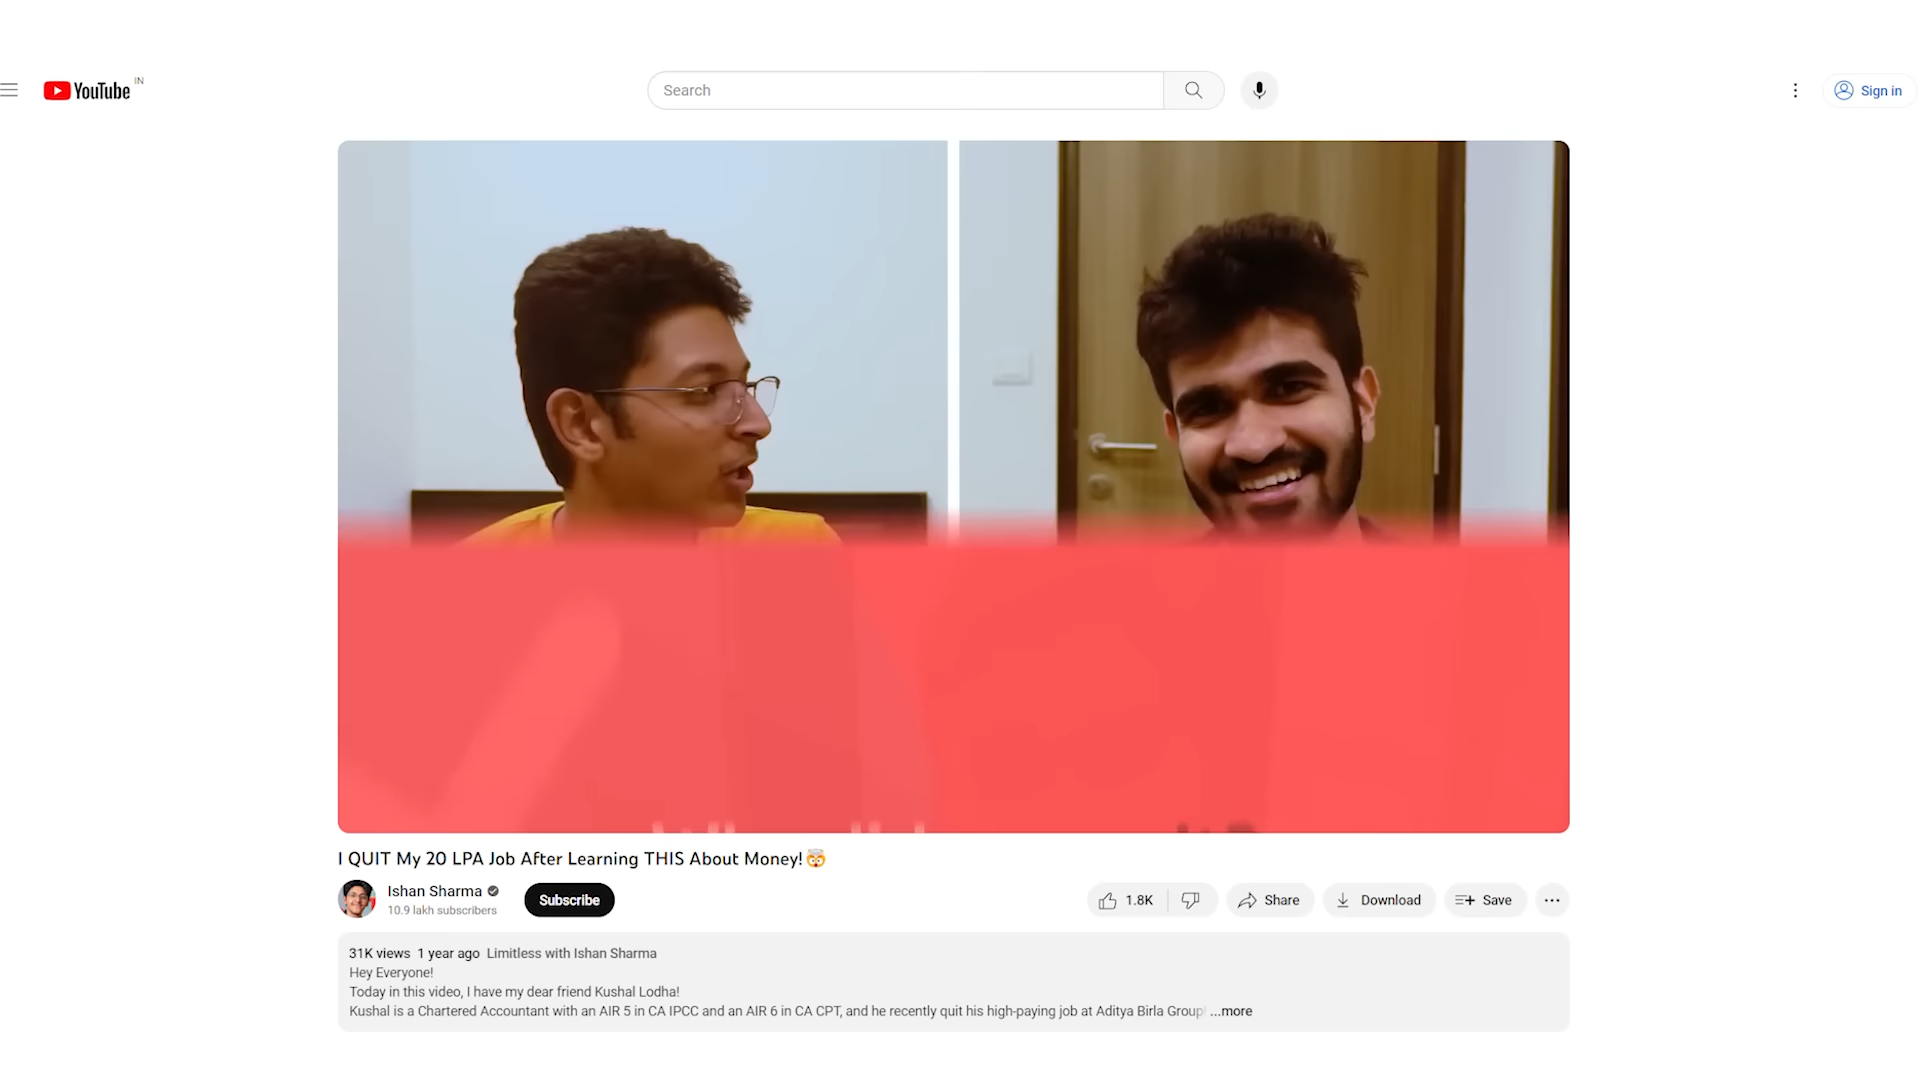 YouTube IN
Search
Sign in
I QUIT My 20 LPA Job After Learning THIS About Money!🤯
Ishan Sharma
10.9 lakh subscribers
Subscribe
1.8K
Share
Download
Save
31K views 1 year ago Limitless with Ishan Sharma
Hey Everyone!
Today in this video, I have my dear friend Kushal Lodha!
Kushal is a Chartered Accountant with an AIR 5 in CA IPCC and an AIR 6 in CA CPT, and he recently quit his high-paying job at Aditya Birla Group! ...more